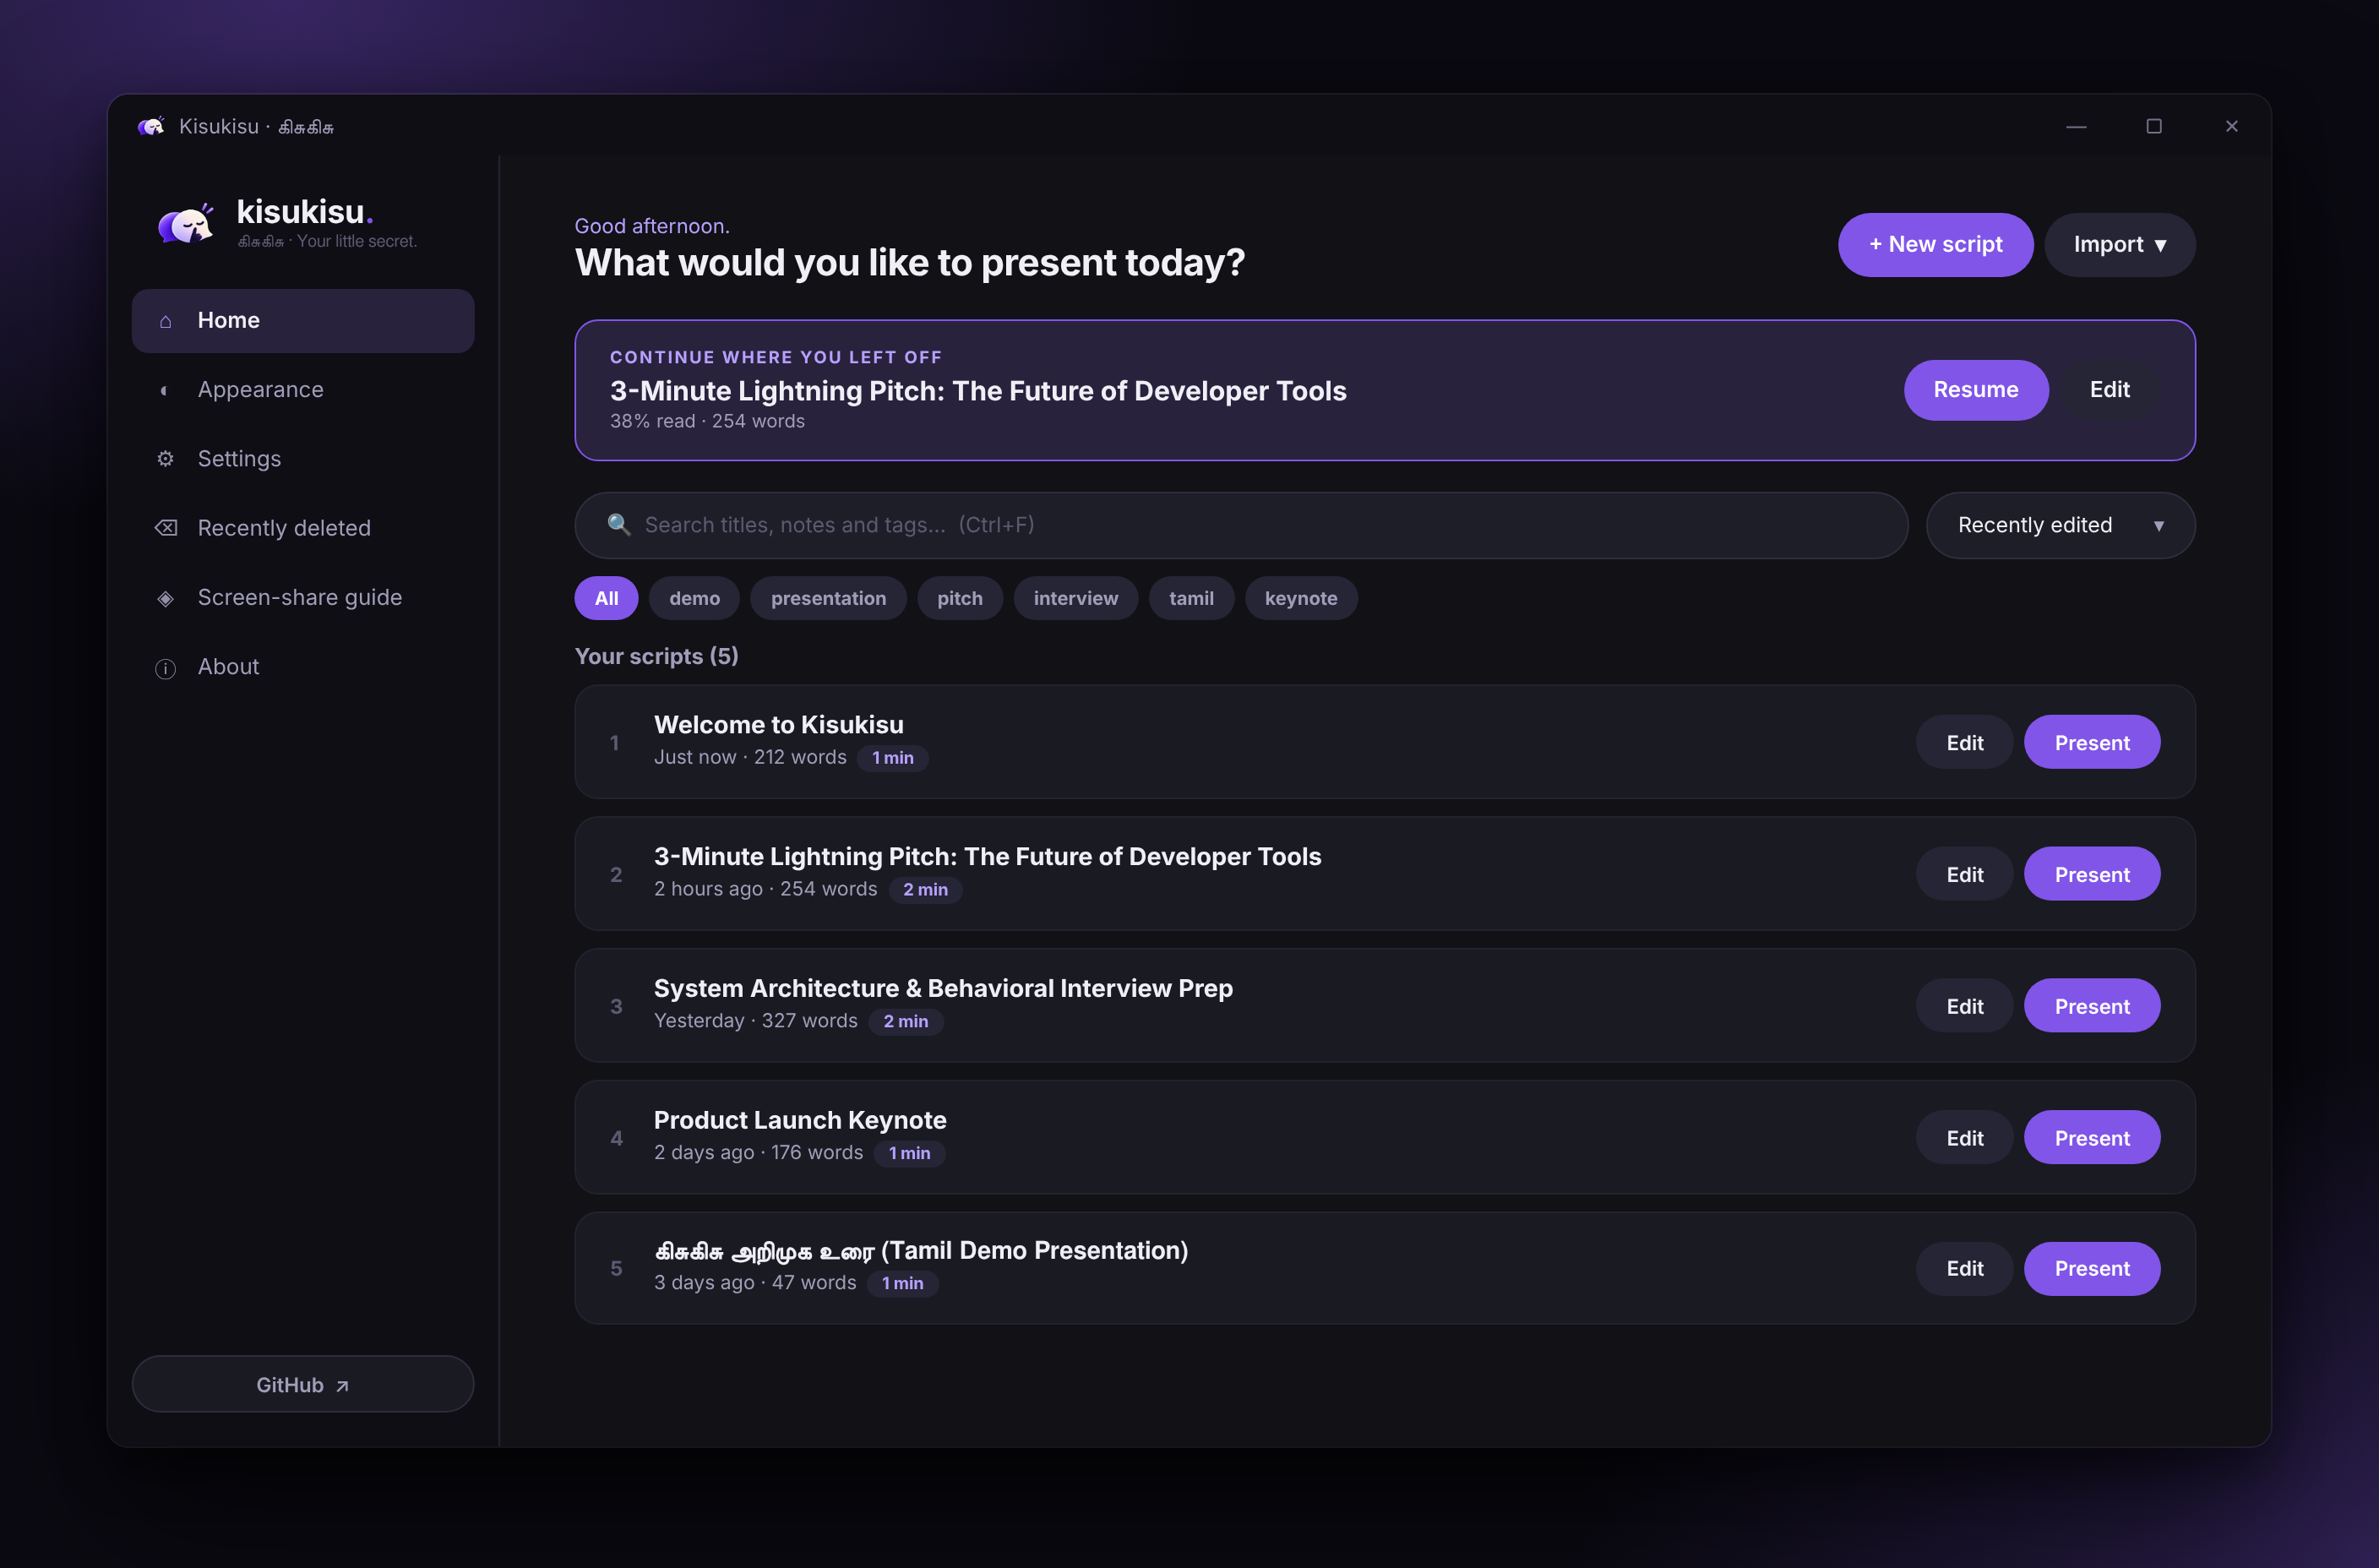 Kisukisu · கிசுகிசு
kisukisu.
கிசுகிசு · Your little secret.
Home
Appearance
Settings
Recently deleted
Screen-share guide
About
GitHub ↗
Good afternoon.
What would you like to present today?
+ New script
Import ▾
CONTINUE WHERE YOU LEFT OFF
3-Minute Lightning Pitch: The Future of Developer Tools
38% read · 254 words
Resume
Edit
Search titles, notes and tags... (Ctrl+F)
Recently edited ▾
All demo presentation pitch interview tamil keynote
Your scripts (5)
1
Welcome to Kisukisu
Just now · 212 words 1 min
Edit
Present
2
3-Minute Lightning Pitch: The Future of Developer Tools
2 hours ago · 254 words 2 min
Edit
Present
3
System Architecture & Behavioral Interview Prep
Yesterday · 327 words 2 min
Edit
Present
4
Product Launch Keynote
2 days ago · 176 words 1 min
Edit
Present
5
கிசுகிசு அறிமுக உரை (Tamil Demo Presentation)
3 days ago · 47 words 1 min
Edit
Present